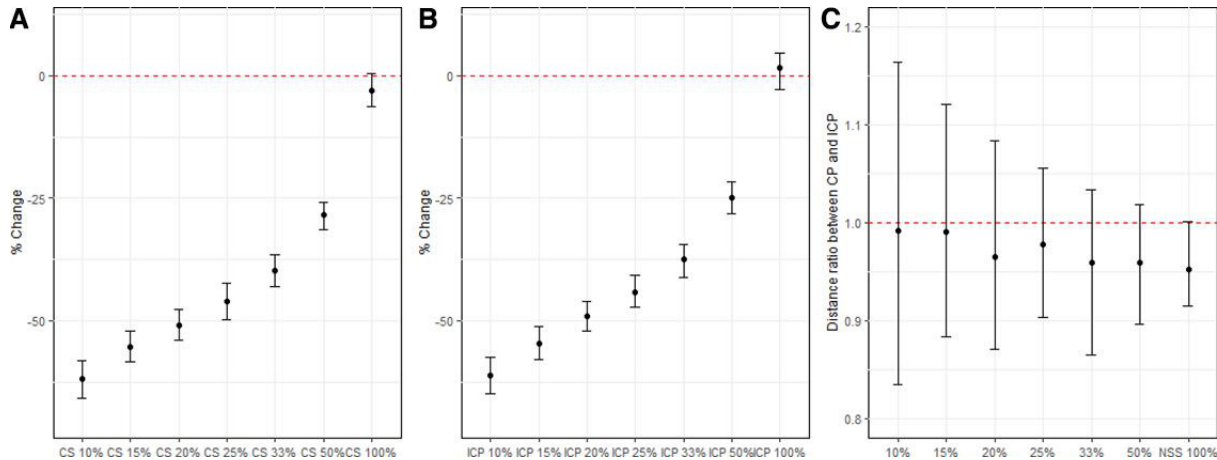 A
% Change
0
-25
-50
CS 10% CS 15% CS 20% CS 25% CS 33% CS 50% CS 100%
B
% Change
0
-25
-50
ICP 10% ICP 15% ICP 20% ICP 25% ICP 33% ICP 50% ICP 100%
C
Distance ratio between CP and ICP
1.2
1.1
1.0
0.9
0.8
10% 15% 20% 25% 33% 50% NSS 100%